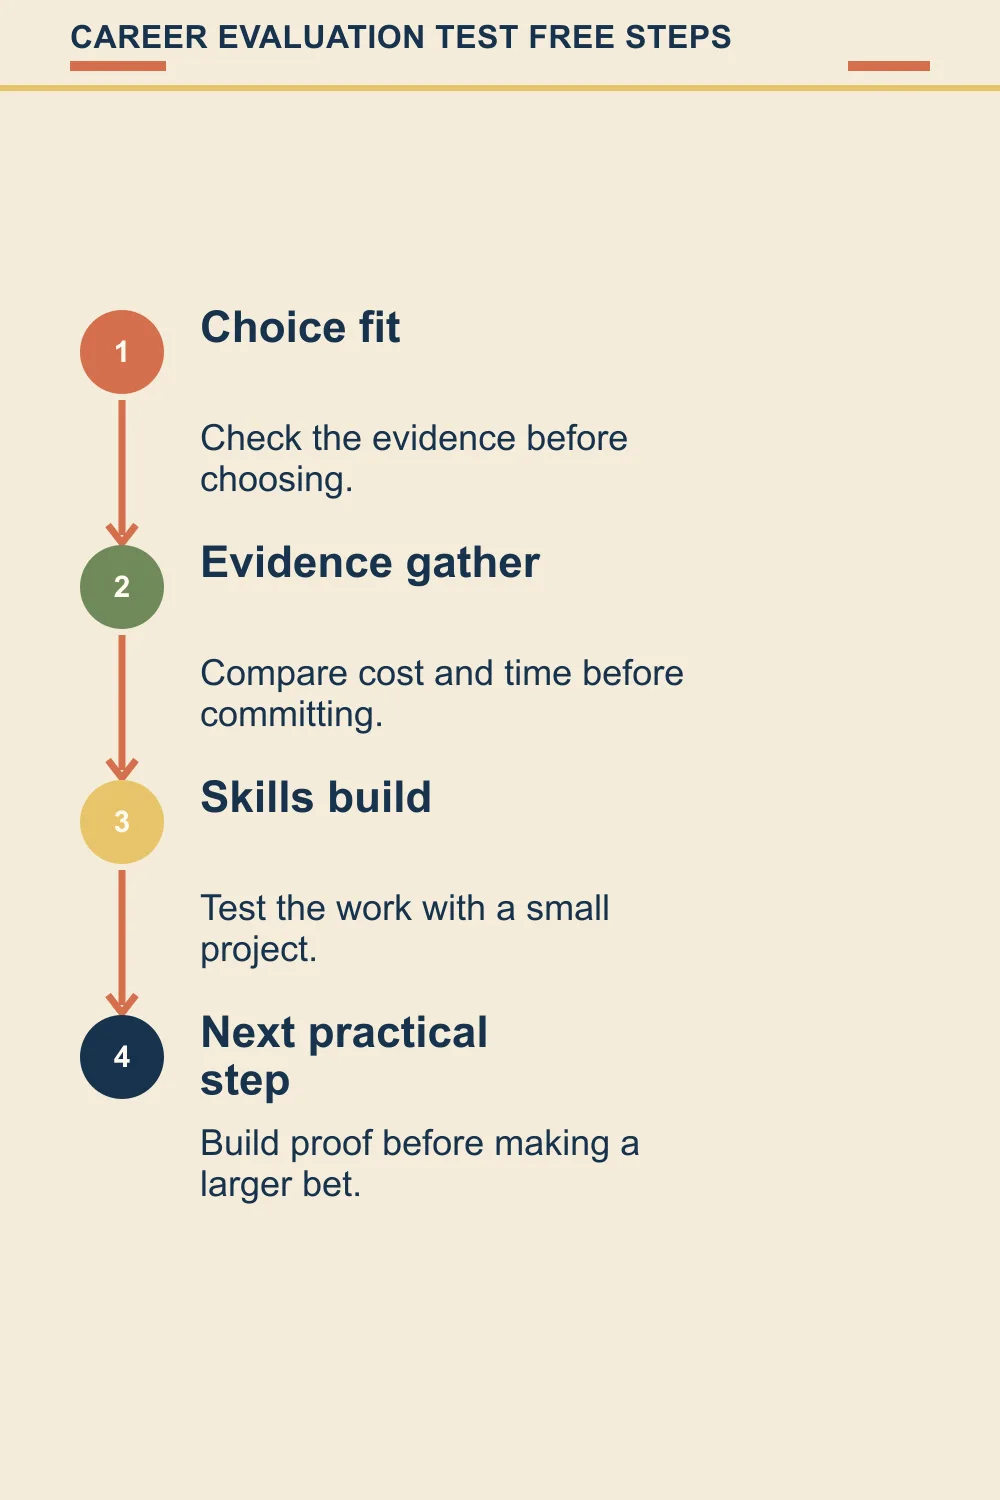 CAREER EVALUATION TEST FREE STEPS
1
Choice fit
Check the evidence before
choosing.
2
Evidence gather
Compare cost and time before
committing.
3
Skills build
Test the work with a small
project.
4
Next practical
step
Build proof before making a
larger bet.